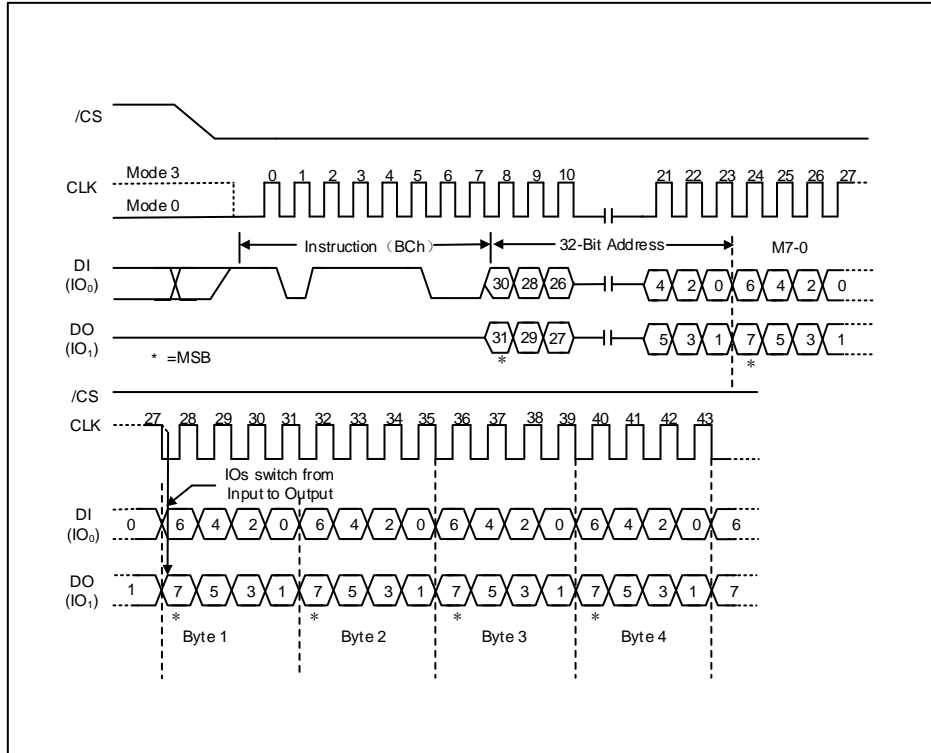 /CS
Mode 3
CLK 0 1 2 3 4 5 6 7 8 9 10 21 22 23 24 25 26 27
Mode 0
Instruction（BCh） 32-Bit Address M7-0
DI
(IO0) 30 28 26 4 2 0 6 4 2 0
DO
(IO1) 31 29 27 5 3 1 7 5 3 1
* =MSB * *
/CS
CLK 27 28 29 30 31 32 33 34 35 36 37 38 39 40 41 42 43
IOs switch from
Input to Output
DI
(IO0) 0 6 4 2 0 6 4 2 0 6 4 2 0 6 4 2 0 6
DO
(IO1) 1 7 5 3 1 7 5 3 1 7 5 3 1 7 5 3 1 7
* * * *
Byte 1 Byte 2 Byte 3 Byte 4